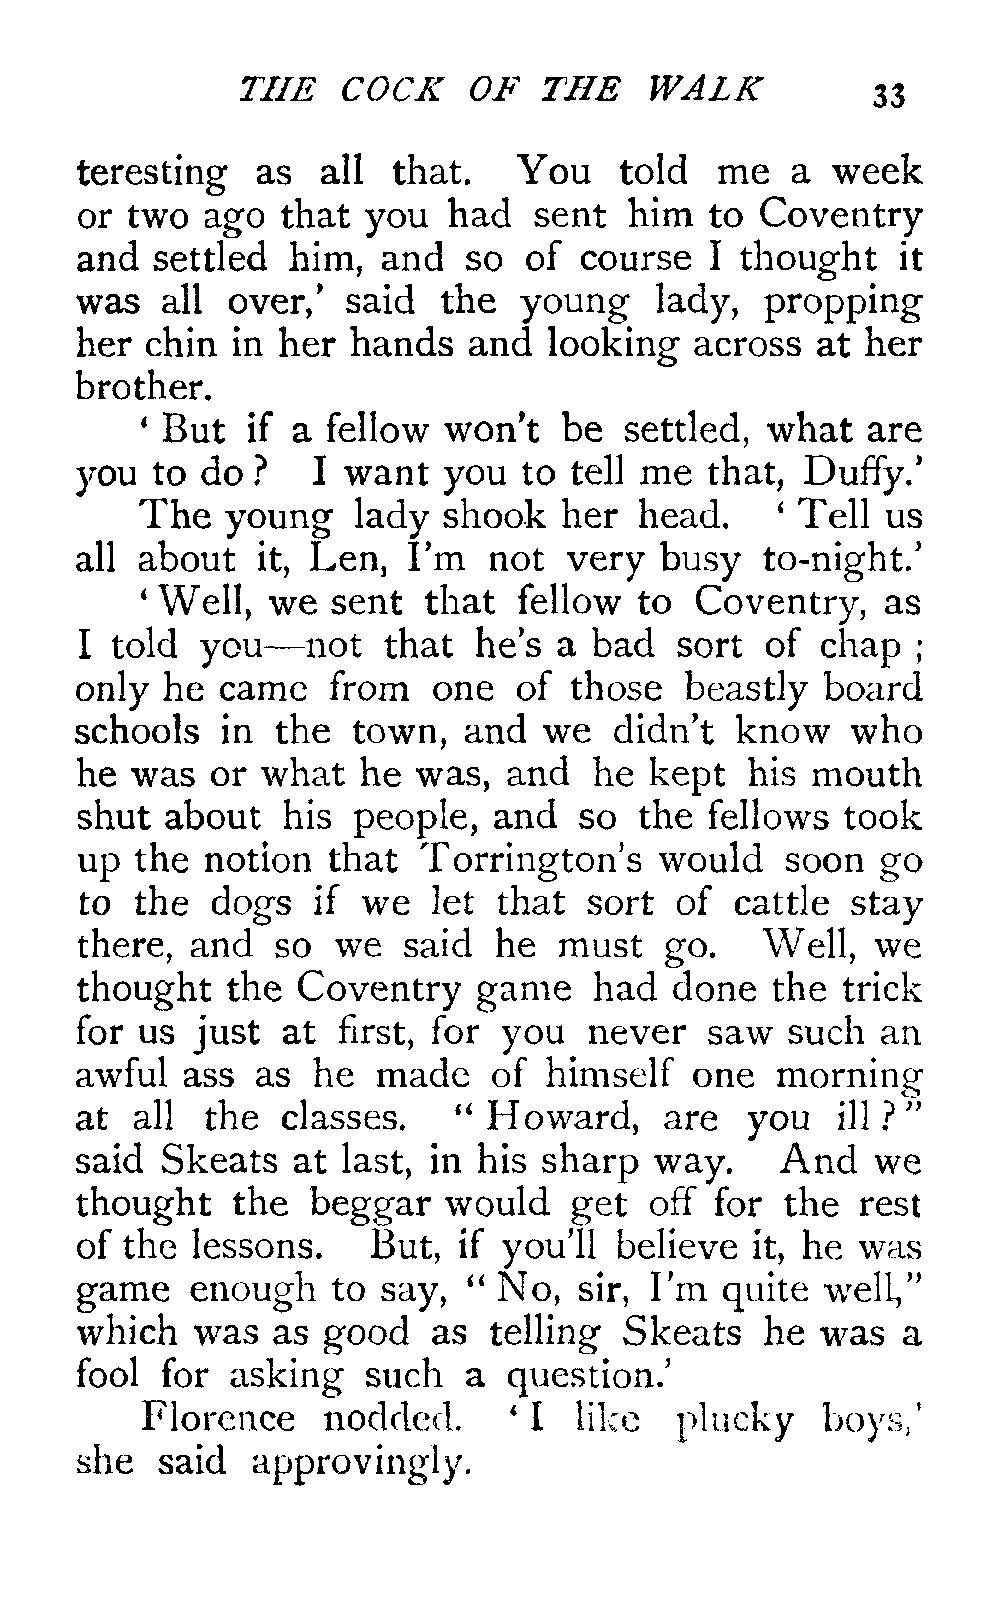 THE COCK OF THE WALK 33
teresting as all that. You told me a week
or two ago that you had sent him to Coventry
and settled him, and so of course I thought it
was all over,' said the young lady, propping
her chin in her hands and looking across at her
brother.
‘ But if a fellow won't be settled, what are
you to do ? I want you to tell me that, Duffy.’
The young lady shook her head. ‘ Tell us
all about it, Len, I'm not very busy to-night.’
‘ Well, we sent that fellow to Coventry, as
I told you—not that he's a bad sort of chap ;
only he came from one of those beastly board
schools in the town, and we didn't know who
he was or what he was, and he kept his mouth
shut about his people, and so the fellows took
up the notion that Torrington's would soon go
to the dogs if we let that sort of cattle stay
there, and so we said he must go. Well, we
thought the Coventry game had done the trick
for us just at first, for you never saw such an
awful ass as he made of himself one morning
at all the classes. “ Howard, are you ill ? ”
said Skeats at last, in his sharp way. And we
thought the beggar would get off for the rest
of the lessons. But, if you'll believe it, he was
game enough to say, “ No, sir, I'm quite well,”
which was as good as telling Skeats he was a
fool for asking such a question.’
Florence nodded. ‘ I like plucky boys,’
she said approvingly.